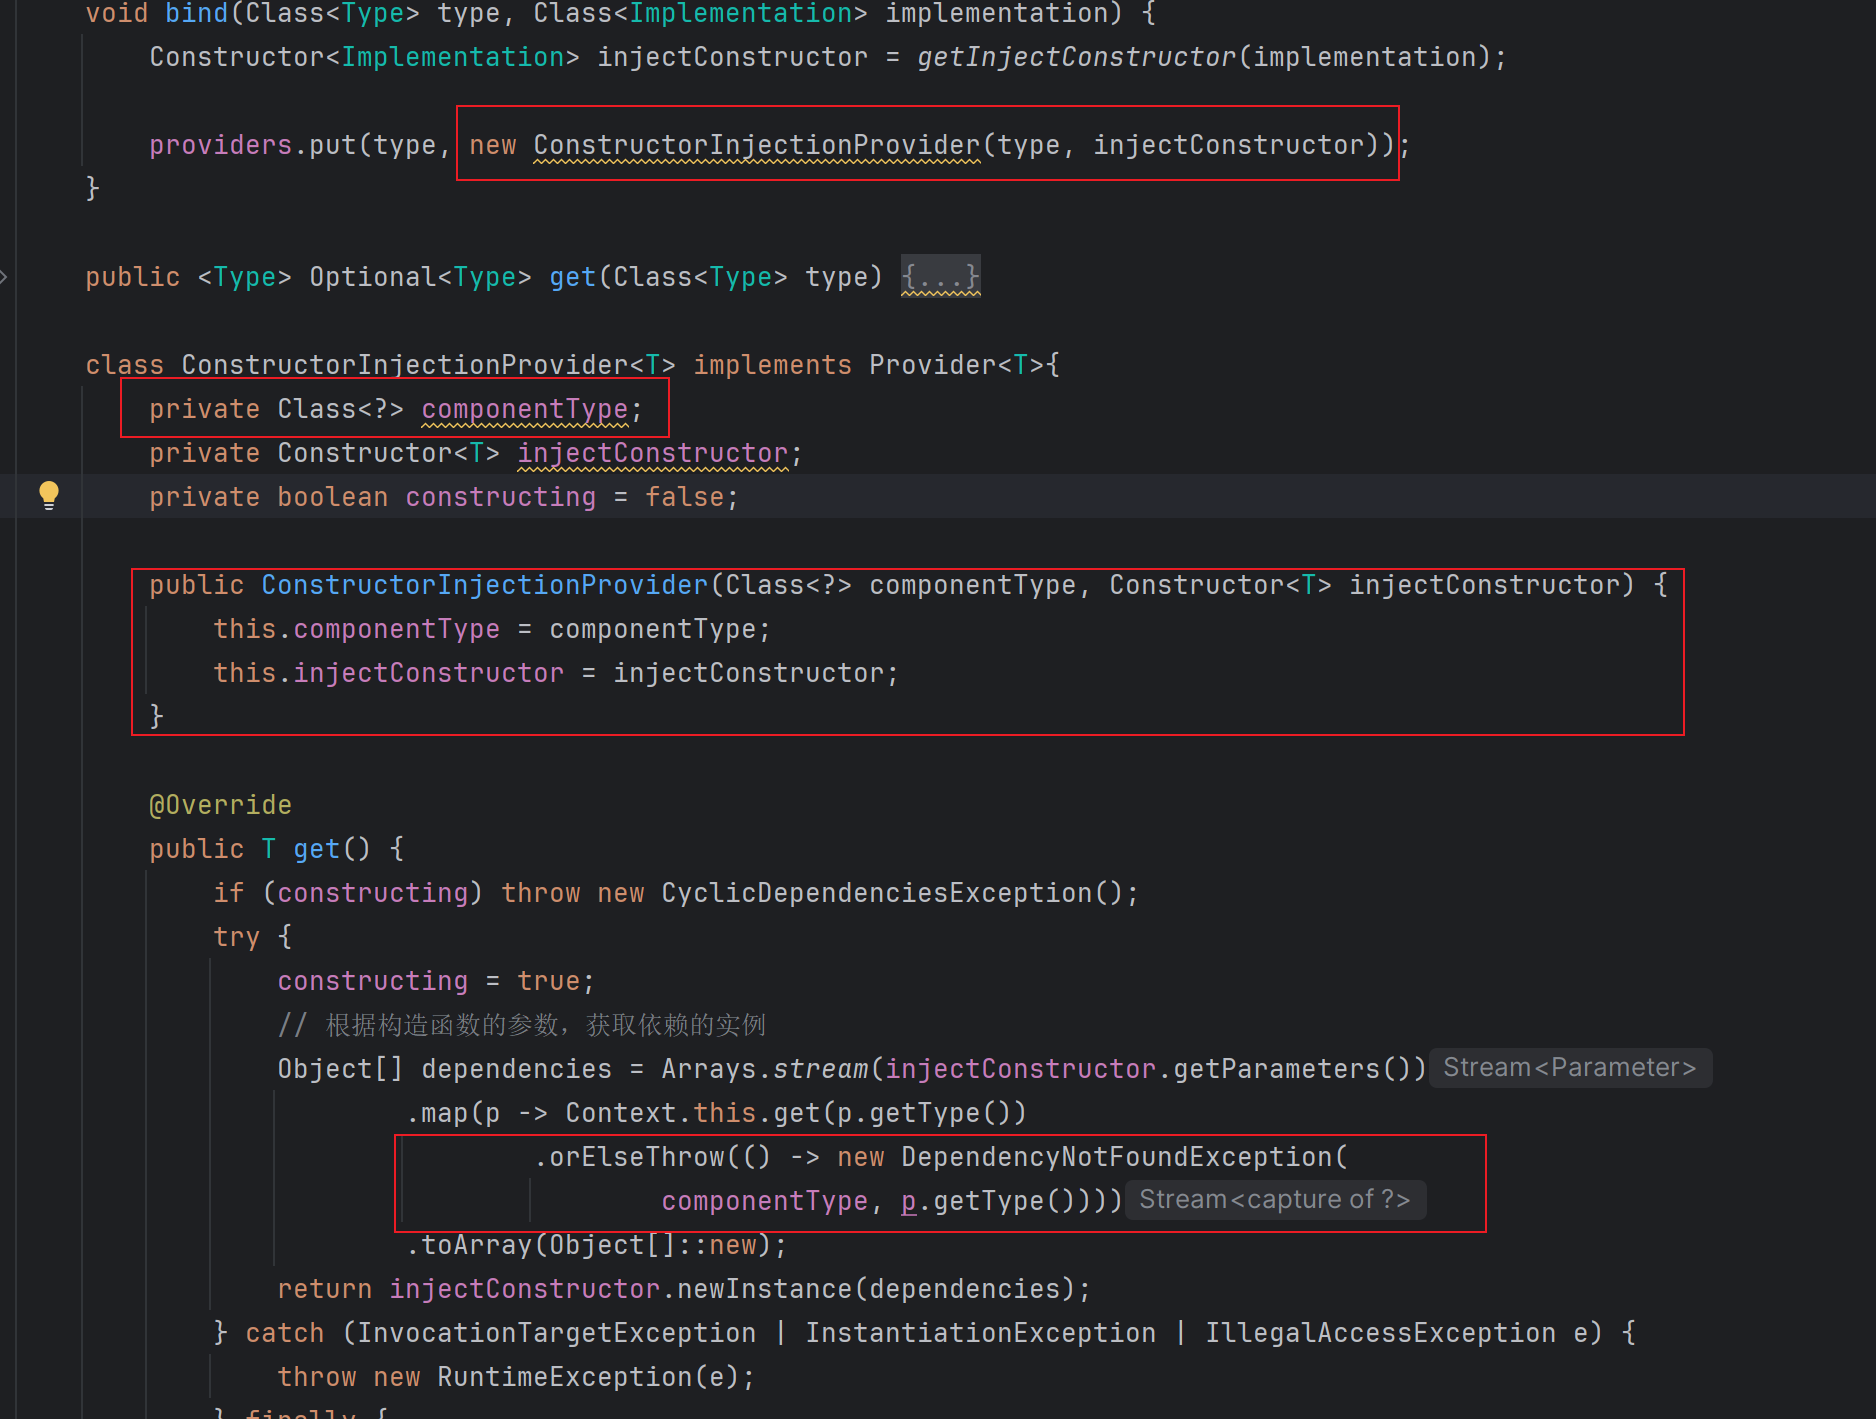 void bind(Class<Type> type, Class<Implementation> implementation) {
Constructor<Implementation> injectConstructor = getInjectConstructor(implementation);
providers.put(type, new ConstructorInjectionProvider(type, injectConstructor));
}
public <Type> Optional<Type> get(Class<Type> type) {...}
class ConstructorInjectionProvider<T> implements Provider<T>{
private Class<?> componentType;
private Constructor<T> injectConstructor;
private boolean constructing = false;
public ConstructorInjectionProvider(Class<?> componentType, Constructor<T> injectConstructor) {
this.componentType = componentType;
this.injectConstructor = injectConstructor;
}
@Override
public T get() {
if (constructing) throw new CyclicDependenciesException();
try {
constructing = true;
// 根据构造函数的参数，获取依赖的实例
Object[] dependencies = Arrays.stream(injectConstructor.getParameters()) Stream<Parameter>
.map(p -> Context.this.get(p.getType())
.orElseThrow(() -> new DependencyNotFoundException(
componentType, p.getType()))) Stream<capture of ?>
.toArray(Object[]::new);
return injectConstructor.newInstance(dependencies);
} catch (InvocationTargetException | InstantiationException | IllegalAccessException e) {
throw new RuntimeException(e);
} finally {